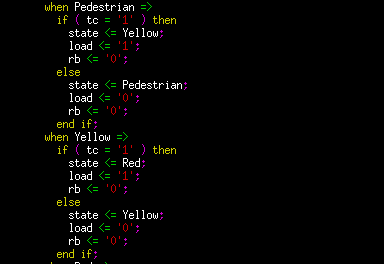 when Pedestrian =>
if ( tc = '1' ) then
state <= Yellow;
load <= '1';
rb <= '0';
else
state <= Pedestrian;
load <= '0';
rb <= '0';
end if;
when Yellow =>
if ( tc = '1' ) then
state <= Red;
load <= '1';
rb <= '0';
else
state <= Yellow;
load <= '0';
rb <= '0';
end if;